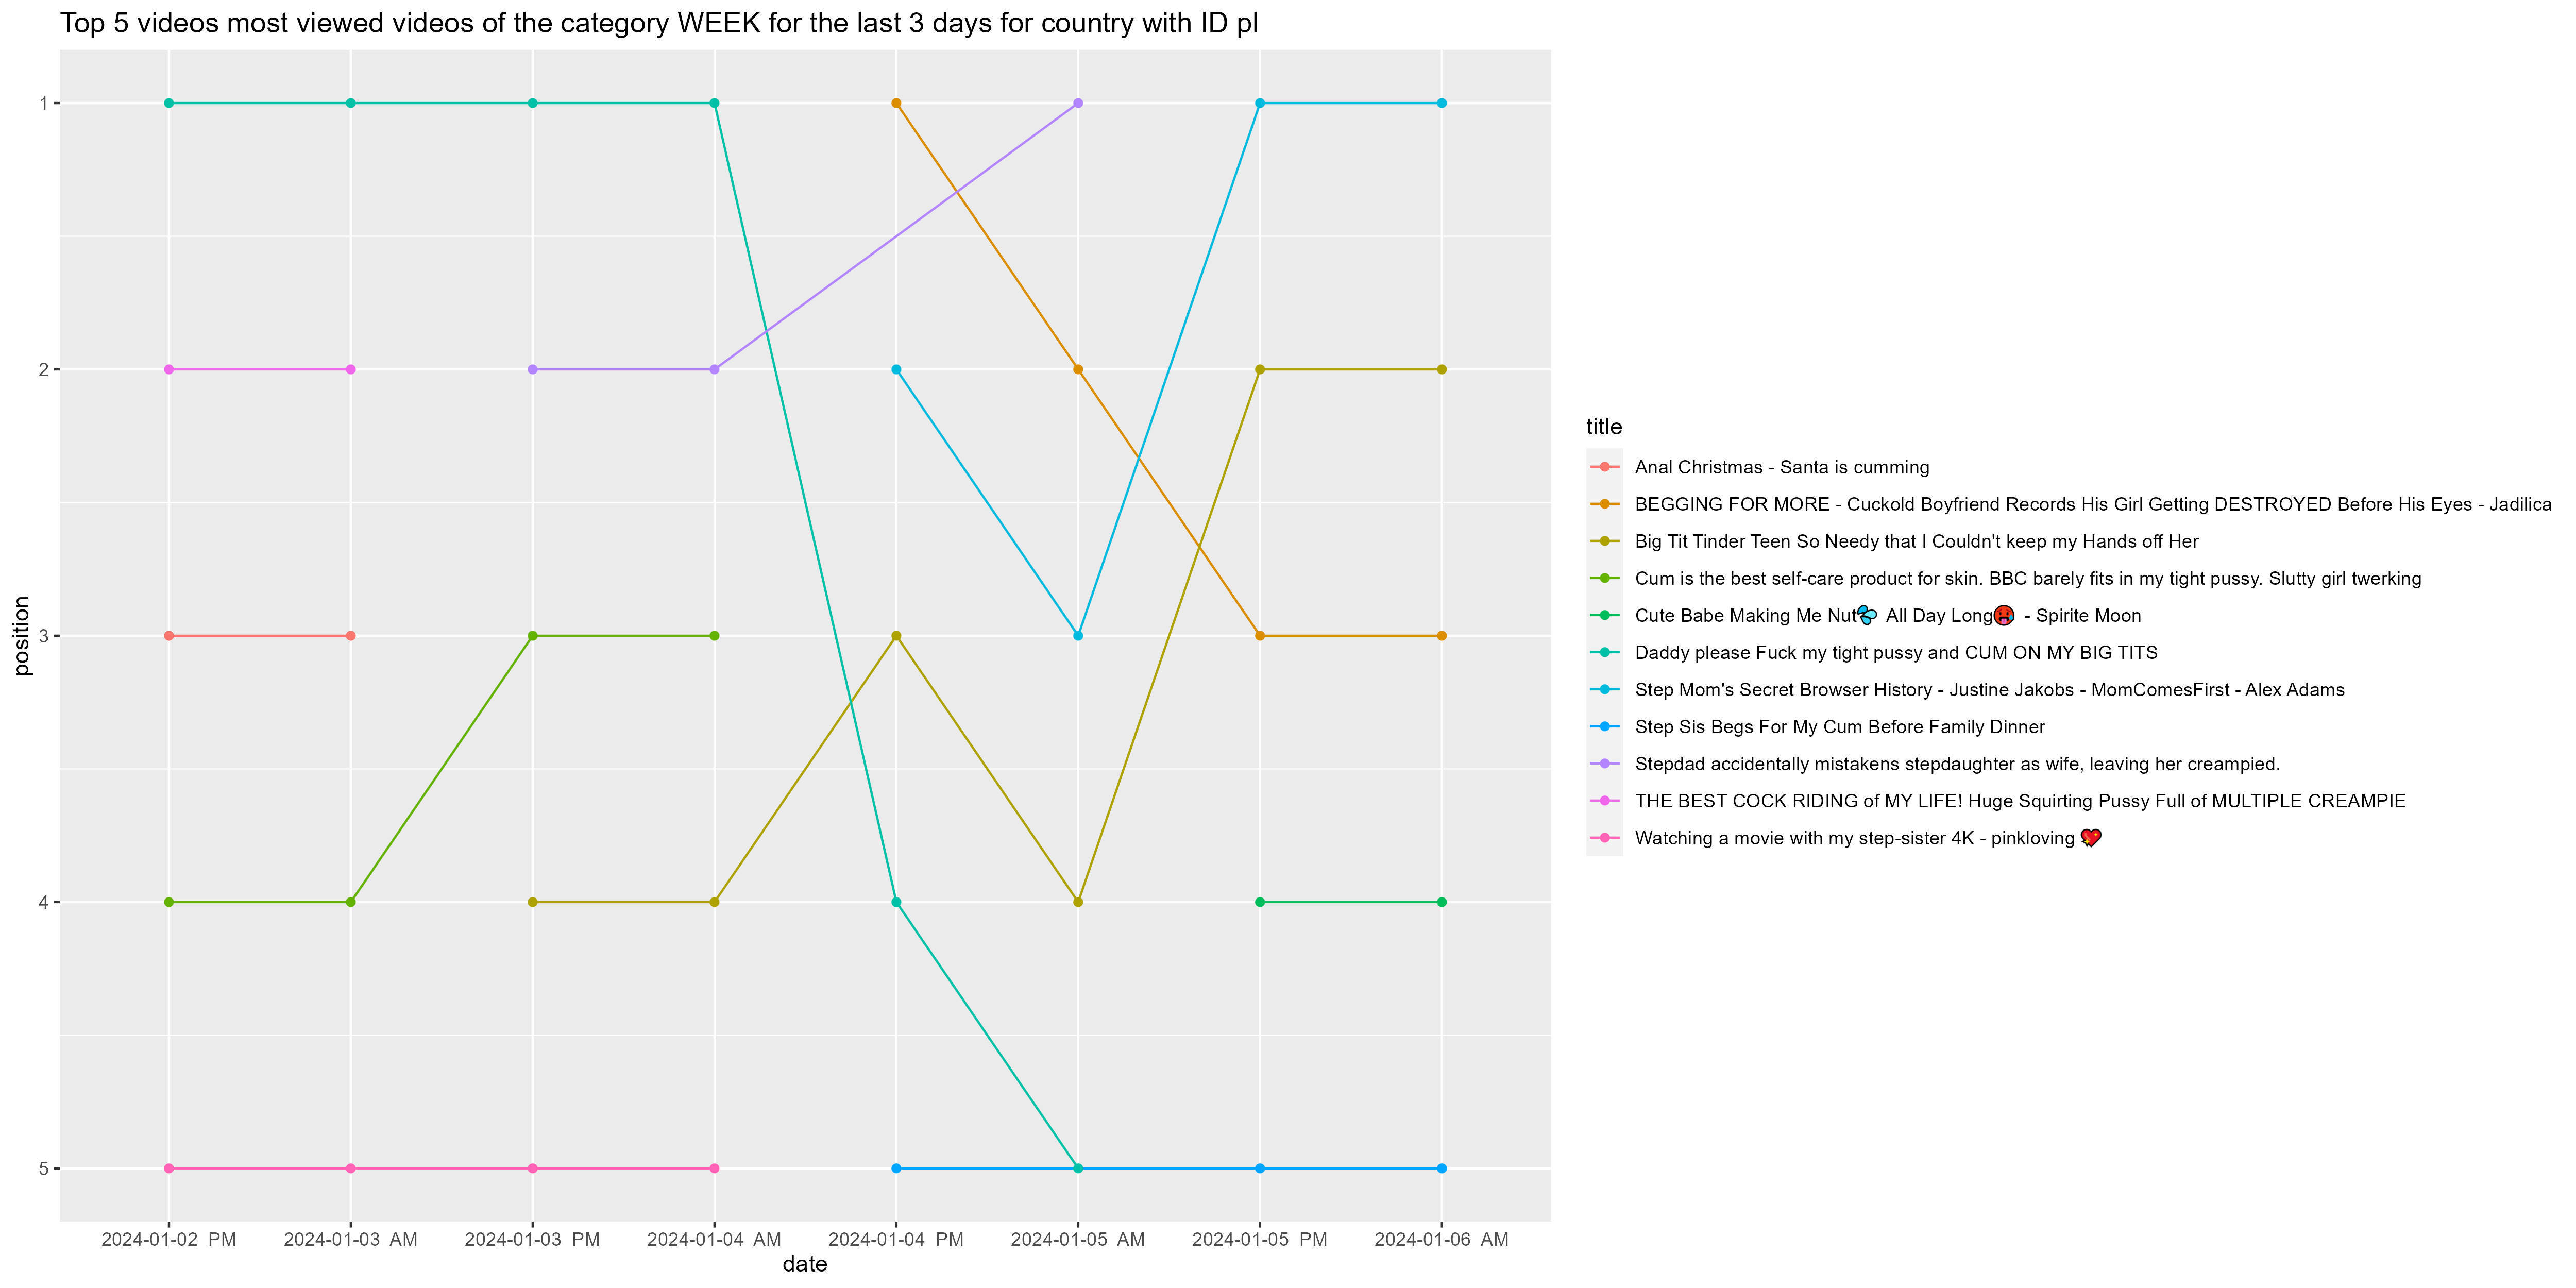 Top 5 videos most viewed videos of the category WEEK for the last 3 days for country with ID pl
position
1
2
3
4
5
2024-01-02 PM
2024-01-03 AM
2024-01-03 PM
2024-01-04 AM
2024-01-04 PM
2024-01-05 AM
2024-01-05 PM
2024-01-06 AM
date
title
Anal Christmas - Santa is cumming
BEGGING FOR MORE - Cuckold Boyfriend Records His Girl Getting DESTROYED Before His Eyes - Jadilica
Big Tit Tinder Teen So Needy that I Couldn't keep my Hands off Her
Cum is the best self-care product for skin. BBC barely fits in my tight pussy. Slutty girl twerking
Cute Babe Making Me Nut💦 All Day Long🥵 - Spirite Moon
Daddy please Fuck my tight pussy and CUM ON MY BIG TITS
Step Mom's Secret Browser History - Justine Jakobs - MomComesFirst - Alex Adams
Step Sis Begs For My Cum Before Family Dinner
Stepdad accidentally mistakens stepdaughter as wife, leaving her creampied.
THE BEST COCK RIDING of MY LIFE! Huge Squirting Pussy Full of MULTIPLE CREAMPIE
Watching a movie with my step-sister 4K - pinkloving 💖